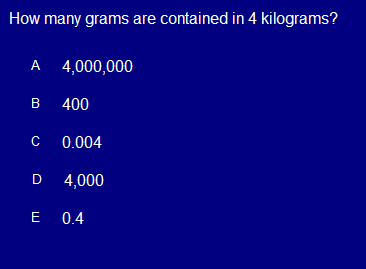 How many grams are contained in 4 kilograms?
A 4,000,000
B 400
C 0.004
D 4,000
E 0.4